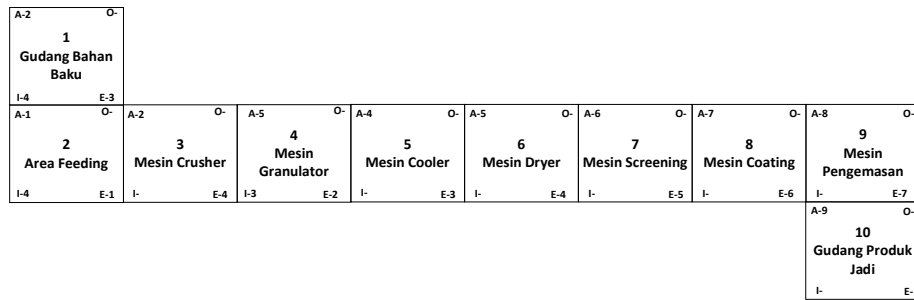 A-2 O-
1
Gudang Bahan
Baku
I-4 E-3
A-1 O-
2
Area Feeding
I-4 E-1
A-2 O-
3
Mesin Crusher
I- E-4
A-5 O-
4
Mesin
Granulator
I-3 E-2
A-4 O-
5
Mesin Cooler
I- E-3
A-5 O-
6
Mesin Dryer
I- E-4
A-6 O-
7
Mesin Screening
I- E-5
A-7 O-
8
Mesin Coating
I- E-6
A-8 O-
9
Mesin
Pengemasan
I- E-7
A-9 O-
10
Gudang Produk
Jadi
I- E-